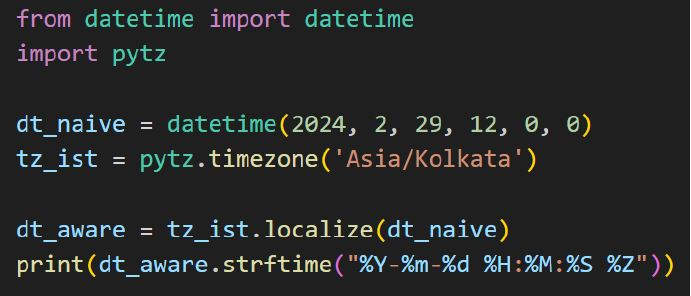 from datetime import datetime
import pytz
dt_naive = datetime(2024, 2, 29, 12, 0, 0)
tz_ist = pytz.timezone('Asia/Kolkata')
dt_aware = tz_ist.localize(dt_naive)
print(dt_aware.strftime("%Y-%m-%d %H:%M:%S %Z"))